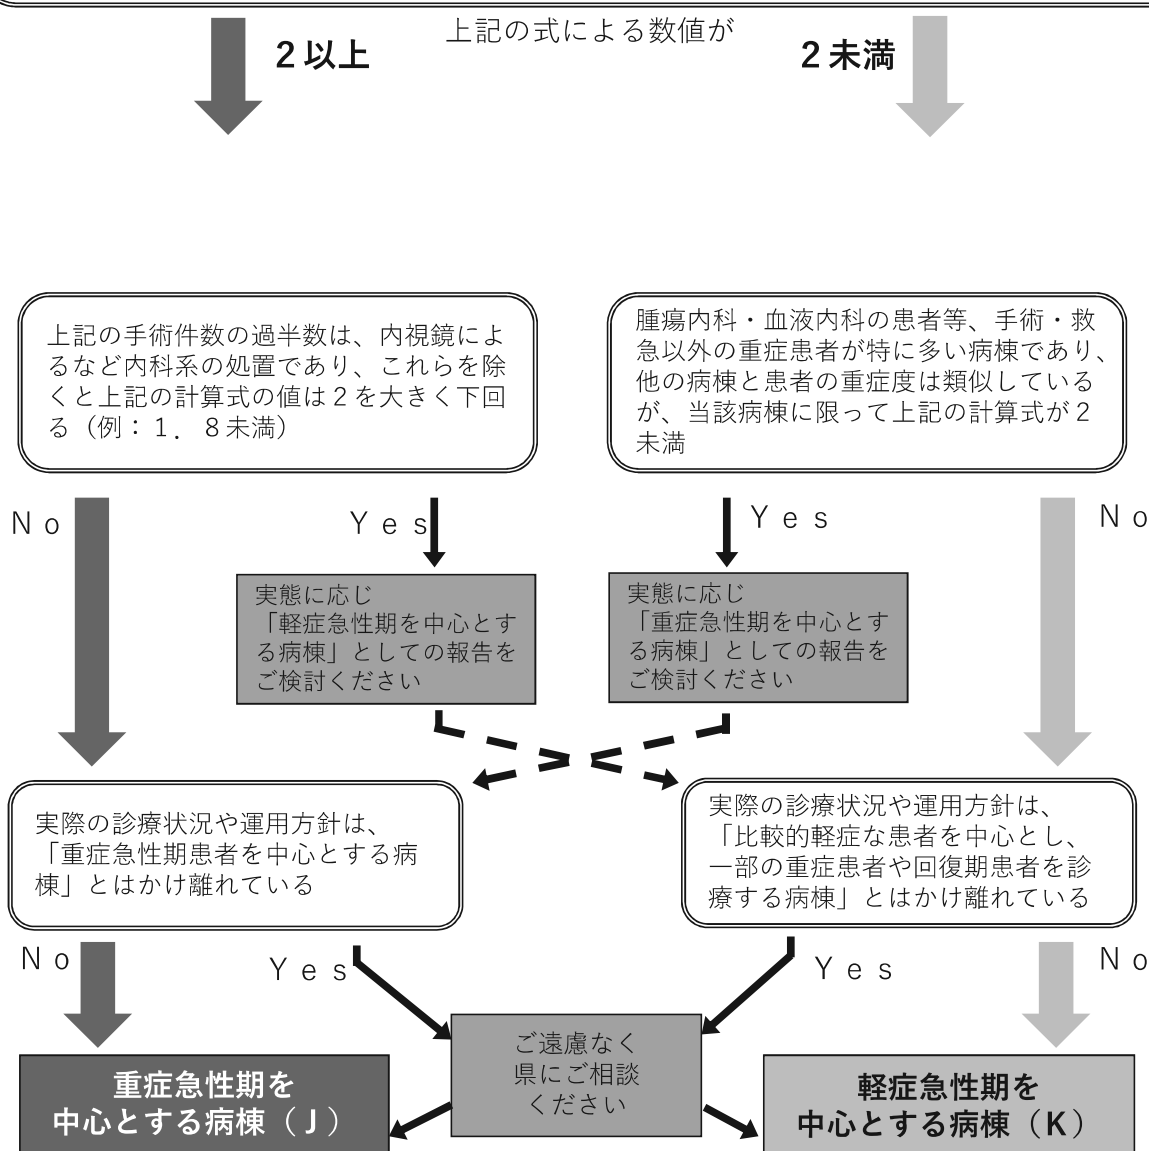 上記の式による数値が
2以上
2未満
上記の手術件数の過半数は、内視鏡によ
るなど内科系の処置であり、これらを除
くと上記の計算式の値は2を大きく下回
る（例：１．８未満）
腫瘍内科・血液内科の患者等、手術・救
急以外の重症患者が特に多い病棟であり、
他の病棟と患者の重症度は類似している
が、当該病棟に限って上記の計算式が２
未満
Ｎｏ
Ｙｅｓ
Ｙｅｓ
Ｎｏ
実態に応じ
「軽症急性期を中心とす
る病棟」としての報告を
ご検討ください
実態に応じ
「重症急性期を中心とす
る病棟」としての報告を
ご検討ください
実際の診療状況や運用方針は、
「重症急性期患者を中心とする病
棟」とはかけ離れている
実際の診療状況や運用方針は、
「比較的軽症な患者を中心とし、
一部の重症患者や回復期患者を診
療する病棟」とはかけ離れている
Ｎｏ
Ｙｅｓ
Ｙｅｓ
Ｎｏ
ご遠慮なく
県にご相談
ください
重症急性期を
中心とする病棟（Ｊ）
軽症急性期を
中心とする病棟（Ｋ）